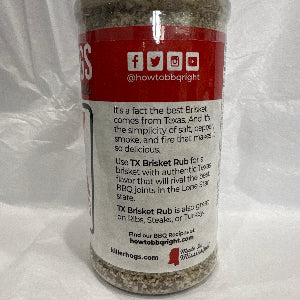 GS
@howtobbqright
It's a fact the best Brisket
comes from Texas. And it's
the simplicity of salt, pepper,
smoke, and fire that makes it
so delicious.
Use TX Brisket Rub for a
brisket with authentic Texas
flavor that will rival the best
BBQ joints in the Lone Star
state.
TX Brisket Rub is also great
on Ribs, Steaks, or Turkey.
Find our BBQ Recipes at
howtobbqright.com
killerhogs.com
Made in
Mississippi